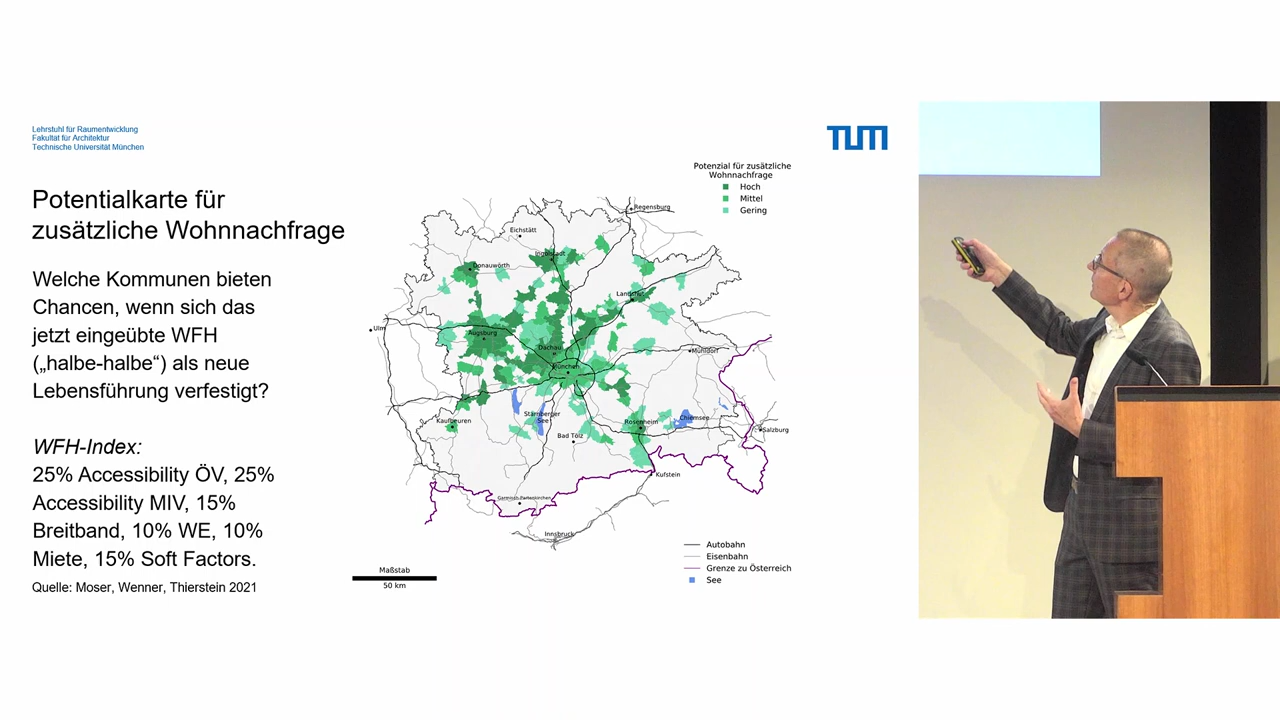 Lehrstuhl für Raumentwicklung
Fakultät für Architektur
Technische Universität München
TUM
Potentialkarte für
zusätzliche Wohnnachfrage
Welche Kommunen bieten
Chancen, wenn sich das
jetzt eingeübte WFH
(„halbe-halbe“) als neue
Lebensführung verfestigt?
WFH-Index:
25% Accessibility ÖV, 25%
Accessibility MIV, 15%
Breitband, 10% WE, 10%
Miete, 15% Soft Factors.
Quelle: Moser, Wenner, Thierstein 2021
Potenzial für zusätzliche
Wohnnachfrage
Hoch
Mittel
Gering
Regensburg
Eichstätt
Ingolstadt
Donauwörth
Landshut
Ulm
Augsburg
Dachau
Mühldorf
München
Starnberger
See
Kaufbeuren
Chiemsee
Rosenheim
Salzburg
Bad Tölz
Kufstein
Garmisch-Partenkirchen
Innsbruck
Autobahn
Eisenbahn
Grenze zu Österreich
See
Maßstab
50 km